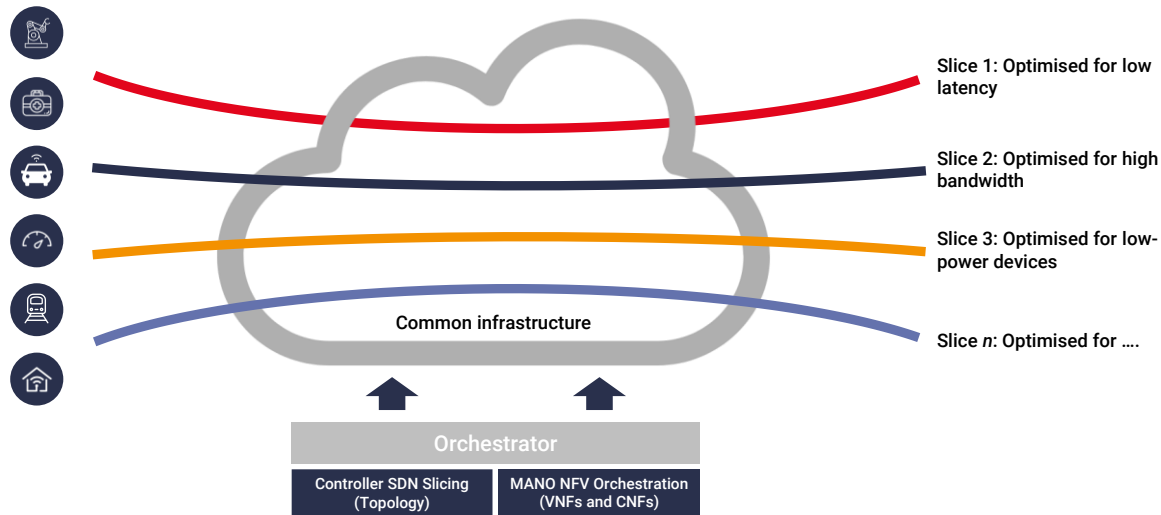 Slice 1: Optimised for low
latency
Slice 2: Optimised for high
bandwidth
Slice 3: Optimised for low-
power devices
Common infrastructure
Slice n: Optimised for ....
Orchestrator
Controller SDN Slicing
(Topology)
MANO NFV Orchestration
(VNFs and CNFs)